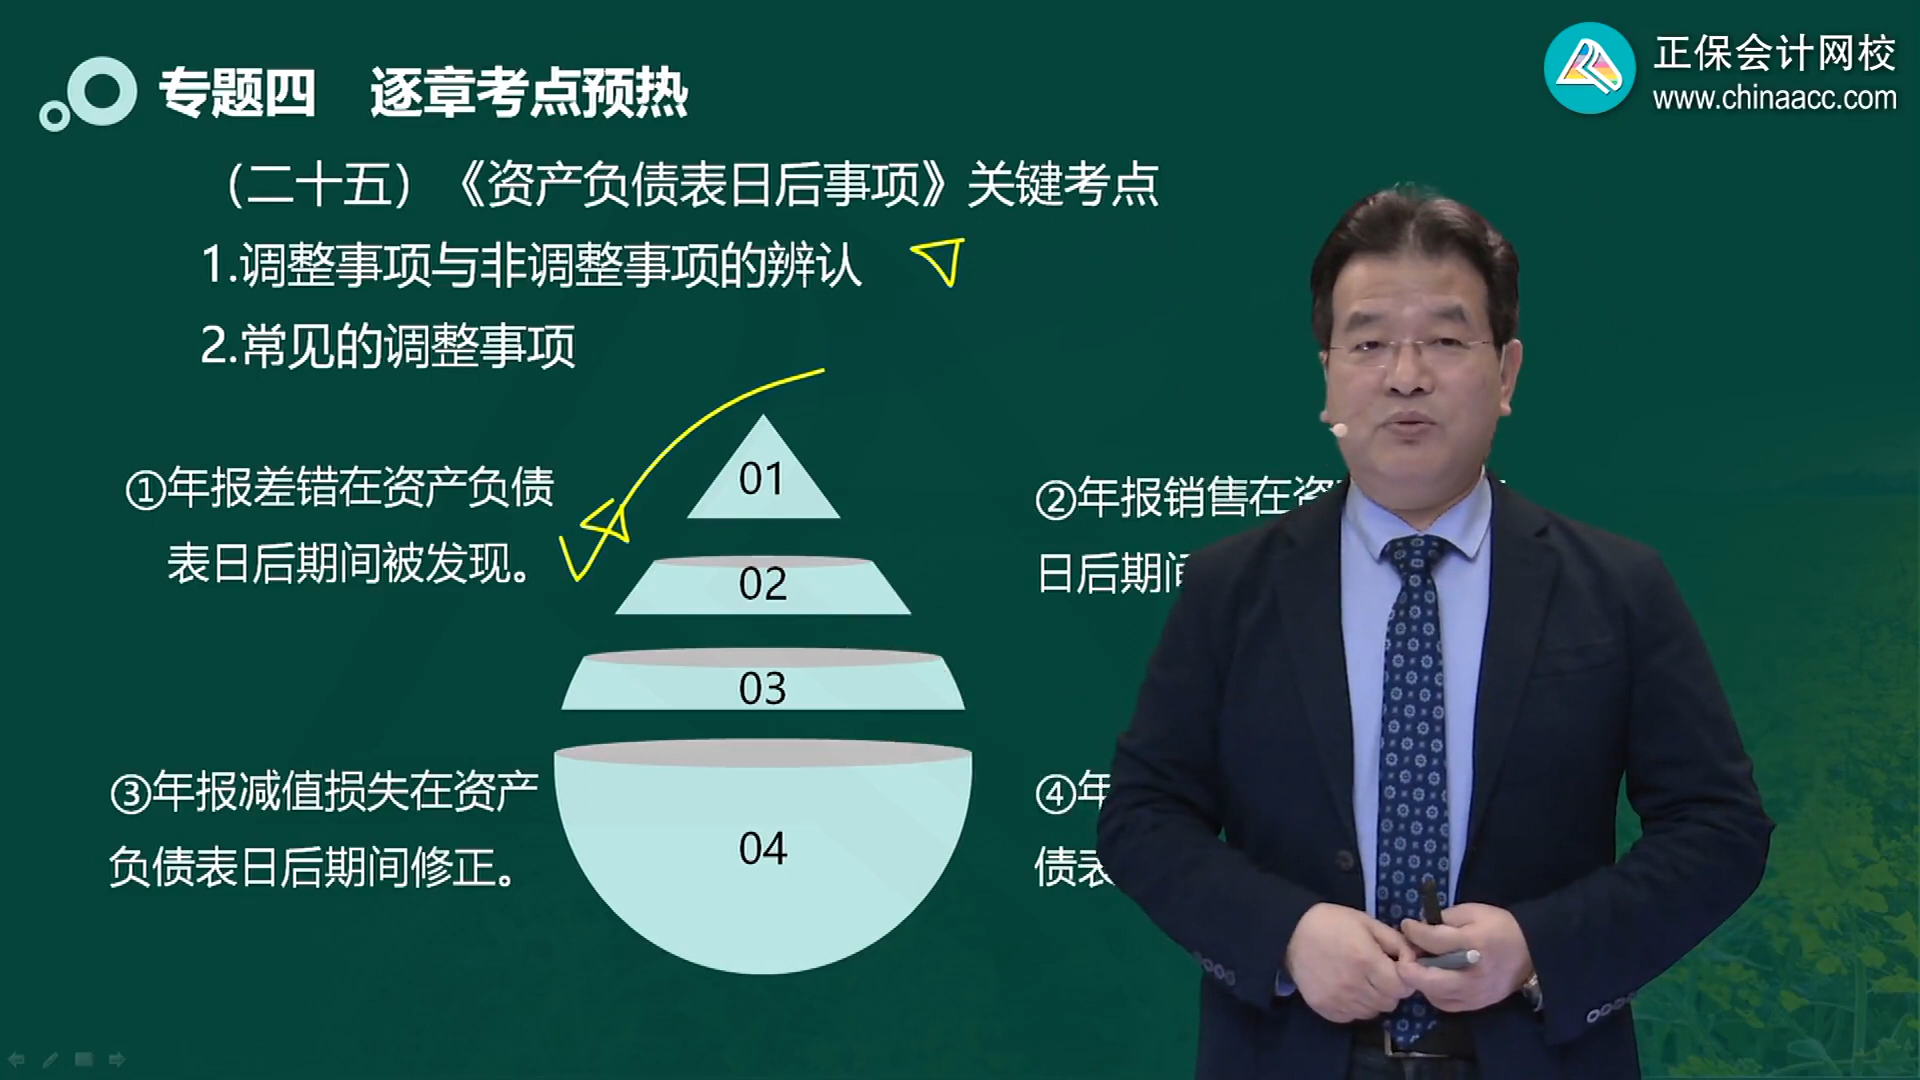 专题四 逐章考点预热
正保会计网校
www.chinaacc.com
（二十五）《资产负债表日后事项》关键考点
1.调整事项与非调整事项的辨认
2.常见的调整事项
①年报差错在资产负债
表日后期间被发现。
②年报销售在资
日后期间
③年报减值损失在资产
负债表日后期间修正。
④年
债表
01
02
03
04